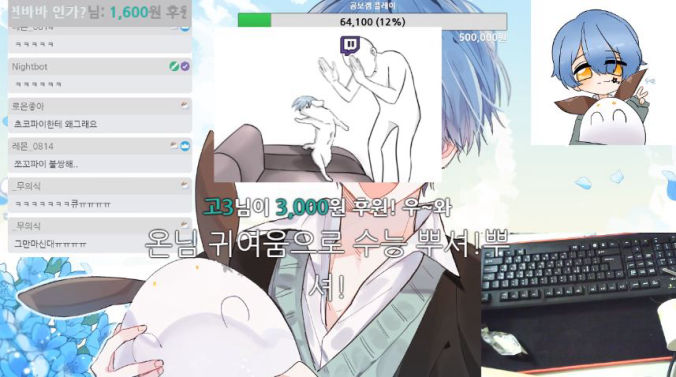 변바바 인가?님: 1,600원 후원
레몬_0814
ㅋㅋㅋㅋㅋ
Nightbot
ㅋㅋㅋㅋㅋㅋ
로은좋아
초코파이한테 왜그래요
레몬_0814
쪼꼬파이 불쌍해..
_무의식
ㅋㅋㅋㅋㅋㅋㅋ큐ㅠㅠㅠㅠ
_무의식
그만마신대ㅠㅠㅠㅠ
공보겜 플레이
64,100 (12%)
500,000원
고3님이 3,000원 후원! 우~와
온님 귀여움으로 수능 뿌셔!뿌
셔!